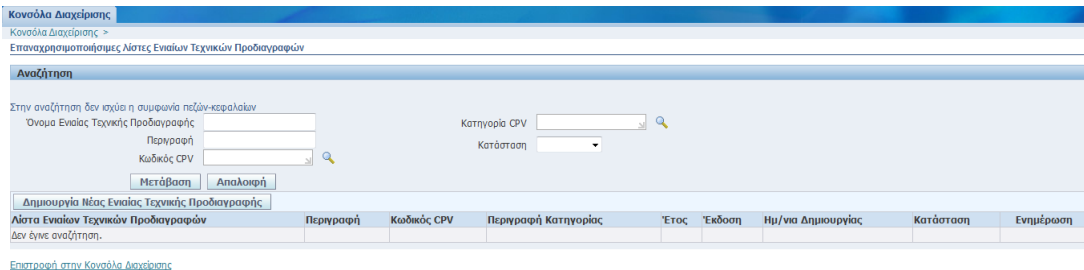 Κονσόλα Διαχείρισης
Κονσόλα Διαχείρισης >
Επαναχρησιμοποιήσιμες Λίστες Ενιαίων Τεχνικών Προδιαγραφών
Αναζήτηση
Στην αναζήτηση δεν ισχύει η συμφωνία πεζών-κεφαλαίων
Όνομα Ενιαίας Τεχνικής Προδιαγραφής Κατηγορία CPV
Περιγραφή Κατάσταση
Κωδικός CPV
Μετάβαση Απαλοιφή
Δημιουργία Νέας Ενιαίας Τεχνικής Προδιαγραφής
Λίστα Ενιαίων Τεχνικών Προδιαγραφών Περιγραφή Κωδικός CPV Περιγραφή Κατηγορίας Έτος Έκδοση Ημ/νια Δημιουργίας Κατάσταση Ενημέρωση
Δεν έγινε αναζήτηση.
Επιστροφή στην Κονσόλα Διαχείρισης